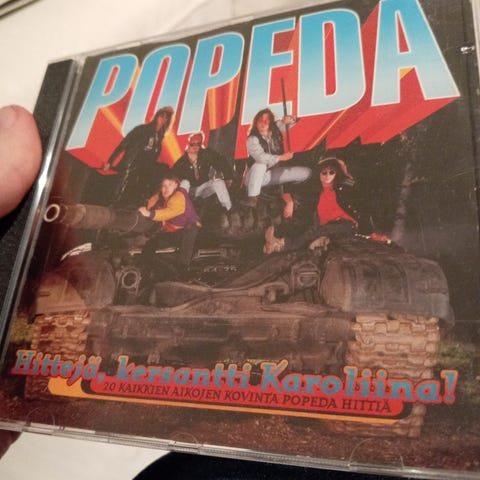 POPEDA
Hittejä, kersantti Karoliina!
20 KAIKKIEN AIKOJEN KOVINTA POPEDA HITTIÄ